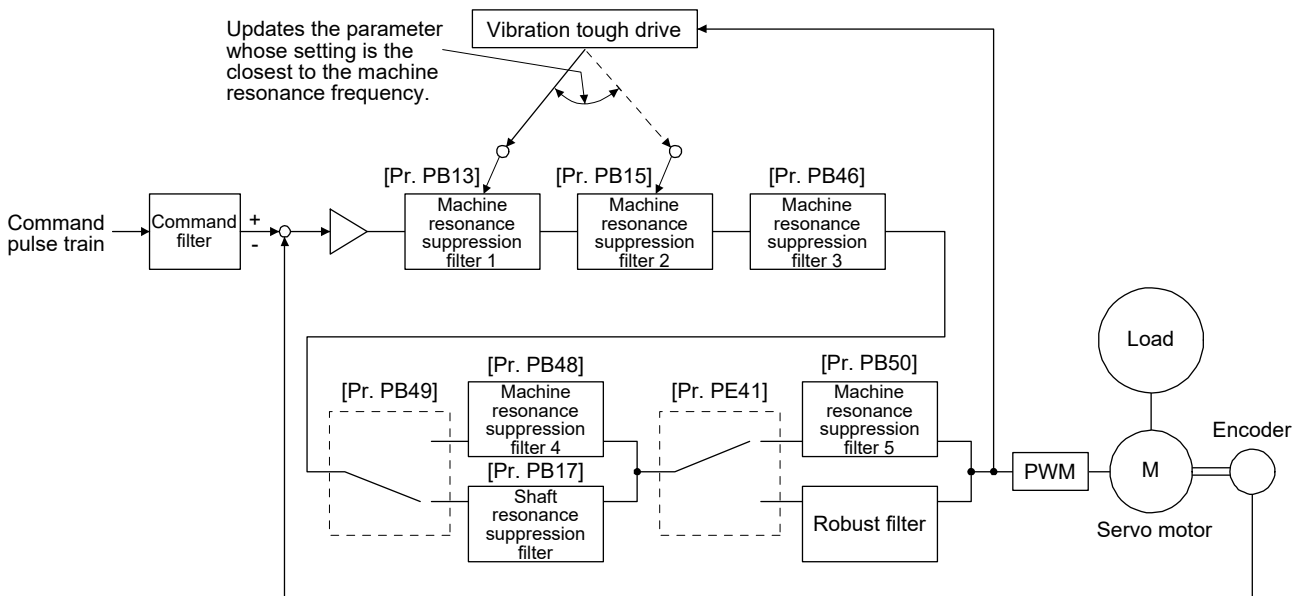 Updates the parameter
whose setting is the
closest to the machine
resonance frequency.
Vibration tough drive
[Pr. PB13]
[Pr. PB15]
[Pr. PB46]
Command
pulse train
Command
filter
+
-
Machine
resonance
suppression
filter 1
Machine
resonance
suppression
filter 2
Machine
resonance
suppression
filter 3
Load
[Pr. PB49]
[Pr. PB48]
Machine
resonance
suppression
filter 4
[Pr. PB17]
Shaft
resonance
suppression
filter
[Pr. PE41]
[Pr. PB50]
Machine
resonance
suppression
filter 5
Robust filter
PWM
M
Servo motor
Encoder